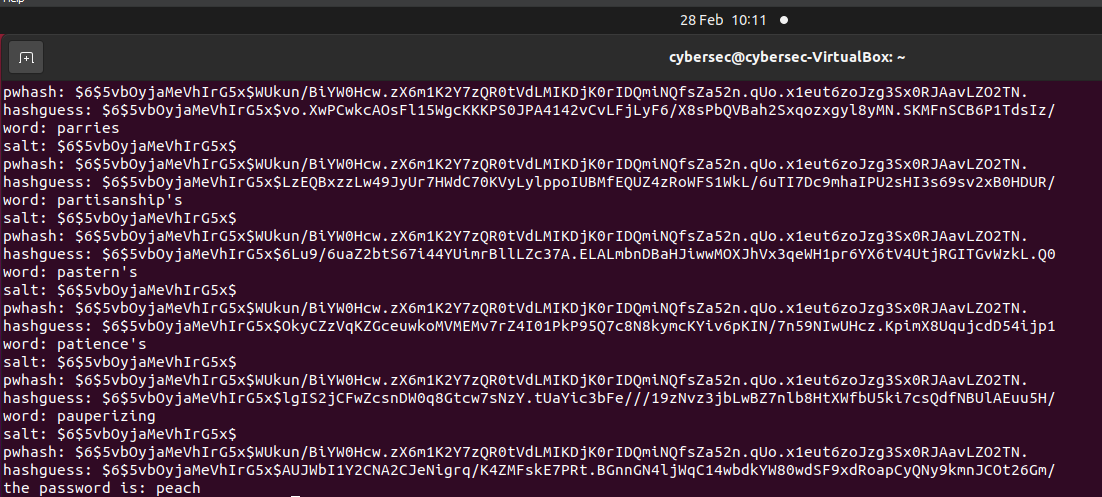 Help
28 Feb 10:11
cybersec@cybersec-VirtualBox: ~
pwhash: $6$5vbOyjaMeVhIrG5x$WUkun/BiYW0Hcw.zX6m1K2Y7zQR0tVdLMIKDjK0rIDQmiNQfsZa52n.qUo.x1eut6zoJzg3Sx0RJAavLZO2TN.
hashguess: $6$5vbOyjaMeVhIrG5x$vo.XwPCwkcAOsFl15WgcKKKPS0JPA4142vCvLFjLyF6/X8sPbQVBah2Sxqozxgyl8yMN.SKMFnSCB6P1TdsIz/
word: parries
salt: $6$5vbOyjaMeVhIrG5x$
pwhash: $6$5vbOyjaMeVhIrG5x$WUkun/BiYW0Hcw.zX6m1K2Y7zQR0tVdLMIKDjK0rIDQmiNQfsZa52n.qUo.x1eut6zoJzg3Sx0RJAavLZO2TN.
hashguess: $6$5vbOyjaMeVhIrG5x$LzEQBxzzLw49JyUr7HWdC70KVyLylppoIUBMfEQUZ4zRoWFS1WkL/6uTI7Dc9mhaIPU2sHI3s69sv2xB0HDUR/
word: partisanship's
salt: $6$5vbOyjaMeVhIrG5x$
pwhash: $6$5vbOyjaMeVhIrG5x$WUkun/BiYW0Hcw.zX6m1K2Y7zQR0tVdLMIKDjK0rIDQmiNQfsZa52n.qUo.x1eut6zoJzg3Sx0RJAavLZO2TN.
hashguess: $6$5vbOyjaMeVhIrG5x$6Lu9/6uaZ2btS67i44YUimrBllLZc37A.ELALmbnDBaHJiwwMOXJhVx3qeWH1pr6YX6tV4UtjRGITGvWzkL.Q0
word: pastern's
salt: $6$5vbOyjaMeVhIrG5x$
pwhash: $6$5vbOyjaMeVhIrG5x$WUkun/BiYW0Hcw.zX6m1K2Y7zQR0tVdLMIKDjK0rIDQmiNQfsZa52n.qUo.x1eut6zoJzg3Sx0RJAavLZO2TN.
hashguess: $6$5vbOyjaMeVhIrG5x$OkyCZzVqKZGceuwkoMVMEMv7rZ4I01PkP95Q7c8N8kymcKYiv6pKIN/7n59NIwUHcz.KpimX8UqujcdD54ijp1
word: patience's
salt: $6$5vbOyjaMeVhIrG5x$
pwhash: $6$5vbOyjaMeVhIrG5x$WUkun/BiYW0Hcw.zX6m1K2Y7zQR0tVdLMIKDjK0rIDQmiNQfsZa52n.qUo.x1eut6zoJzg3Sx0RJAavLZO2TN.
hashguess: $6$5vbOyjaMeVhIrG5x$lgIS2jCFwZcsnDW0q8Gtcw7sNzY.tUaYic3bFe///19zNvz3jbLwBZ7nlb8HtXWfbU5ki7csQdfNBUlAEuu5H/
word: pauperizing
salt: $6$5vbOyjaMeVhIrG5x$
pwhash: $6$5vbOyjaMeVhIrG5x$WUkun/BiYW0Hcw.zX6m1K2Y7zQR0tVdLMIKDjK0rIDQmiNQfsZa52n.qUo.x1eut6zoJzg3Sx0RJAavLZO2TN.
hashguess: $6$5vbOyjaMeVhIrG5x$AUJWbI1Y2CNA2CJeNigrq/K4ZMFskE7PRt.BGnnGN4ljWqC14wbdkYW80wdSF9xdRoapCyQNy9kmnJCOt26Gm/
the password is: peach